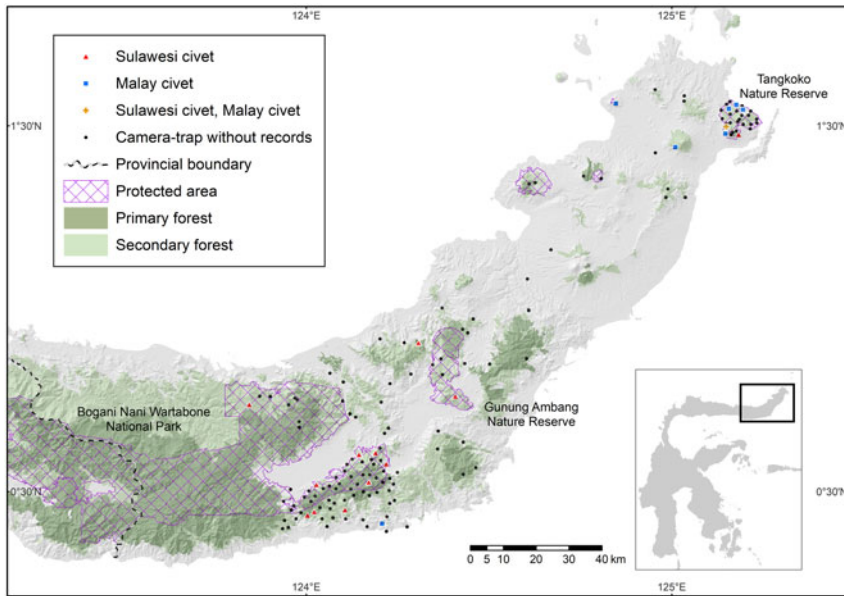 124°E
125°E
Sulawesi civet
Malay civet
Sulawesi civet, Malay civet
Camera-trap without records
Provincial boundary
Protected area
Primary forest
Secondary forest
Tangkoko
Nature Reserve
1°30'N
1°30'N
Bogani Nani Wartabone
National Park
Gunung Ambang
Nature Reserve
0°30'N
0°30'N
0 5 10 20 30 40 km
124°E
125°E